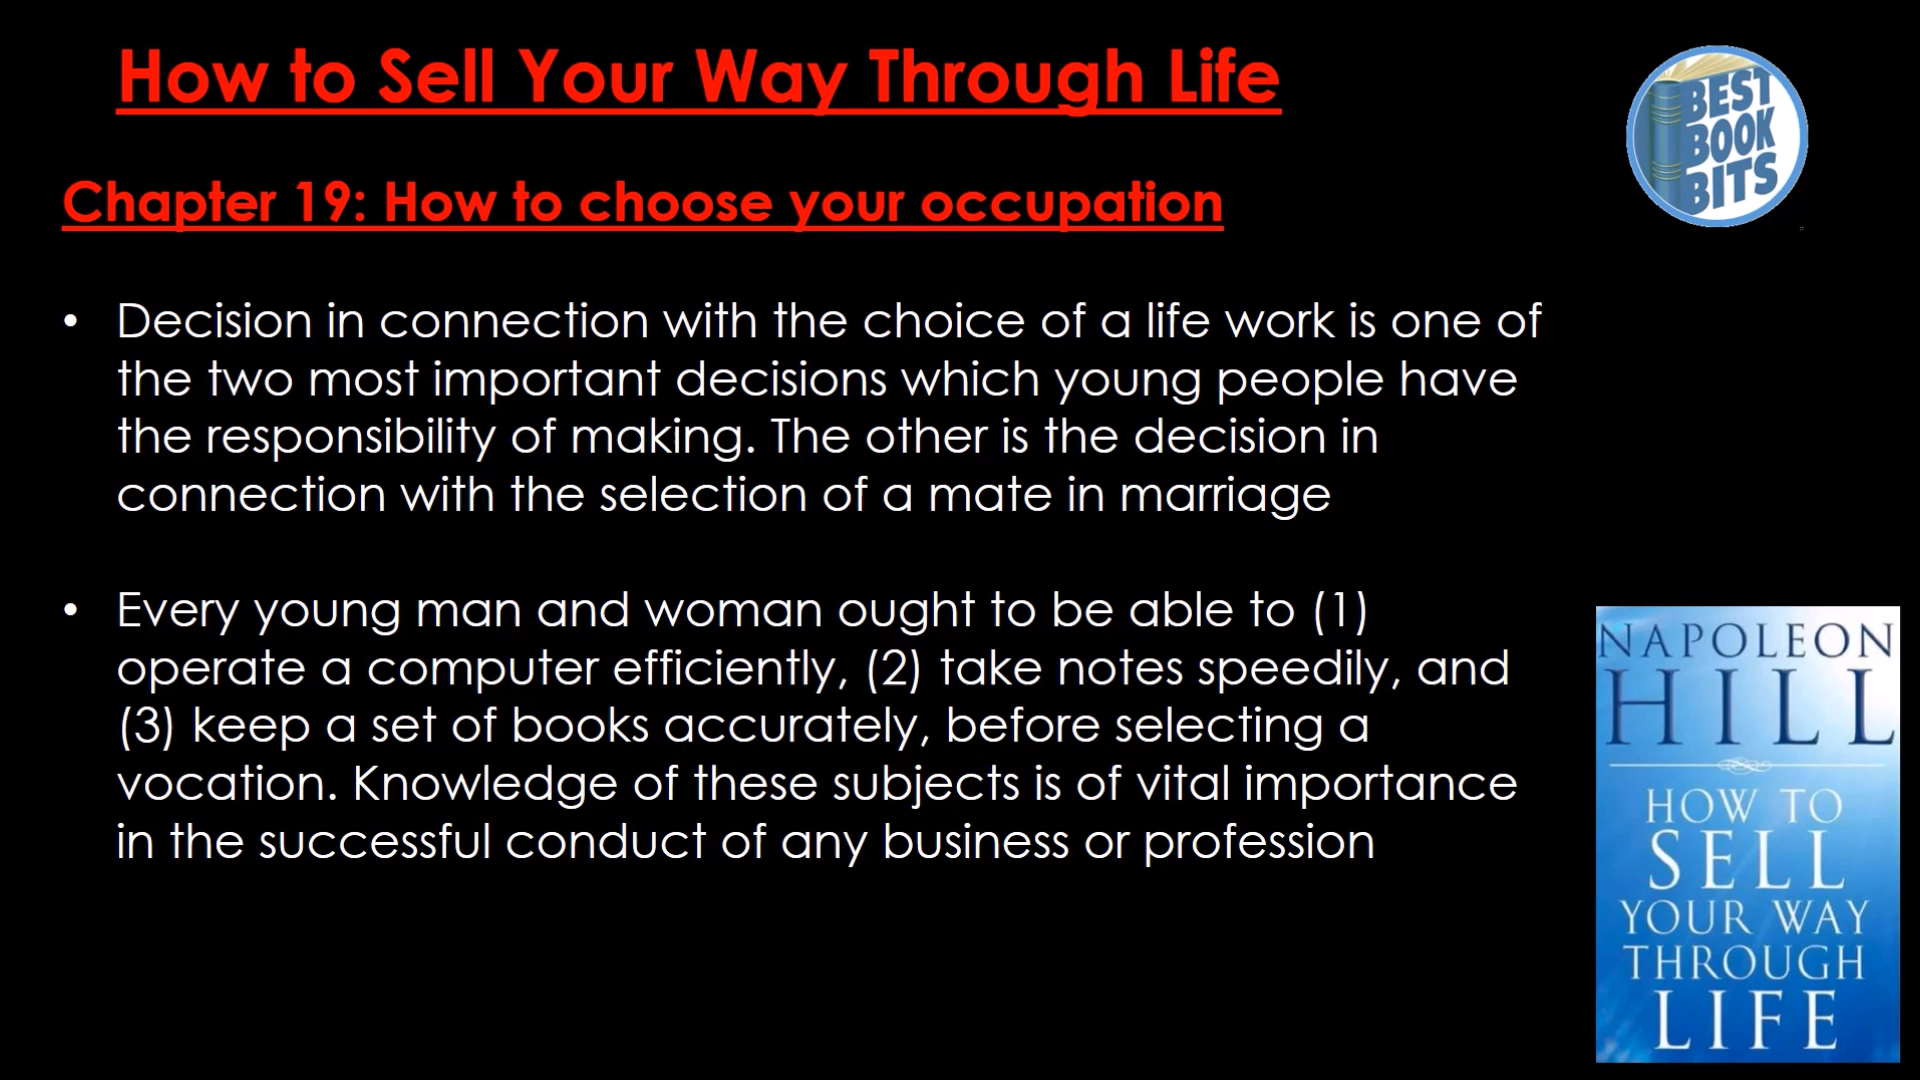 How to Sell Your Way Through Life
BEST
BOOK
BITS
Chapter 19: How to choose your occupation
• Decision in connection with the choice of a life work is one of
the two most important decisions which young people have
the responsibility of making. The other is the decision in
connection with the selection of a mate in marriage
• Every young man and woman ought to be able to (1)
operate a computer efficiently, (2) take notes speedily, and
(3) keep a set of books accurately, before selecting a
vocation. Knowledge of these subjects is of vital importance
in the successful conduct of any business or profession
NAPOLEON
HILL
HOW TO
SELL
YOUR WAY
THROUGH
LIFE